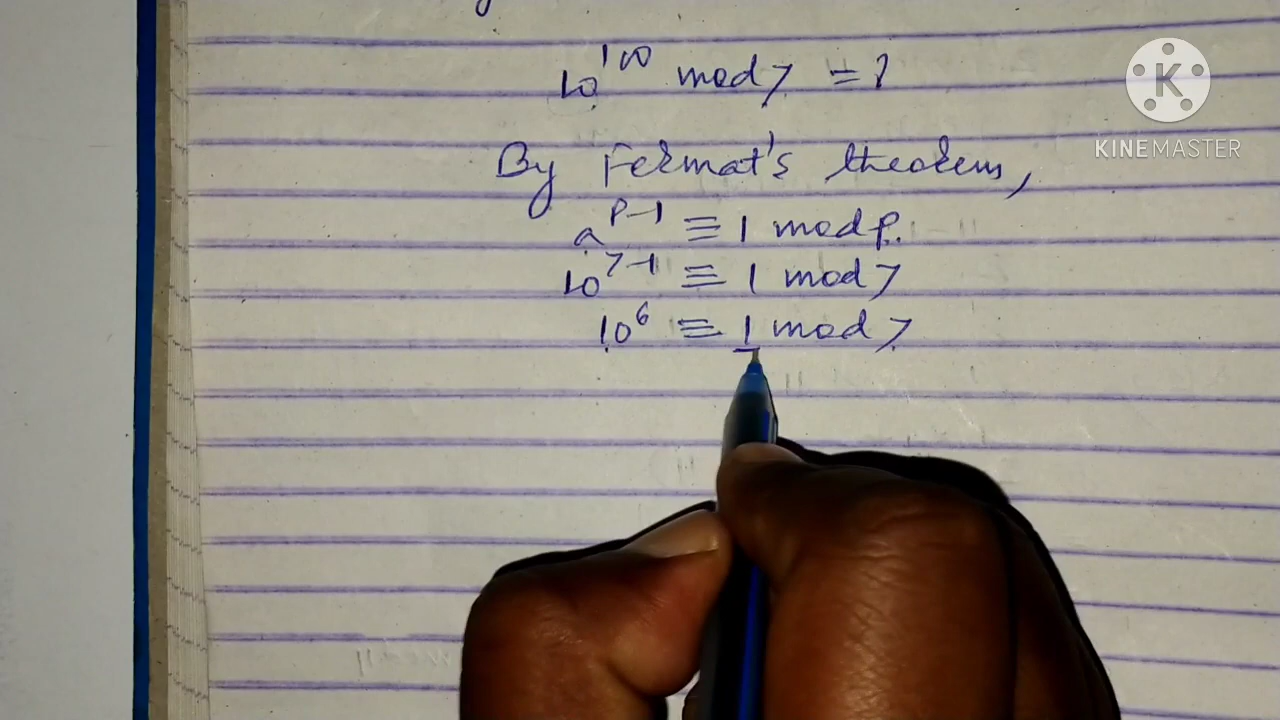 10^100 mod 7 = ?
KINEMASTER
By Fermat's theorem,
a^p-1 ≡ 1 mod p.
10^7-1 ≡ 1 mod 7
10^6 ≡ 1 mod 7